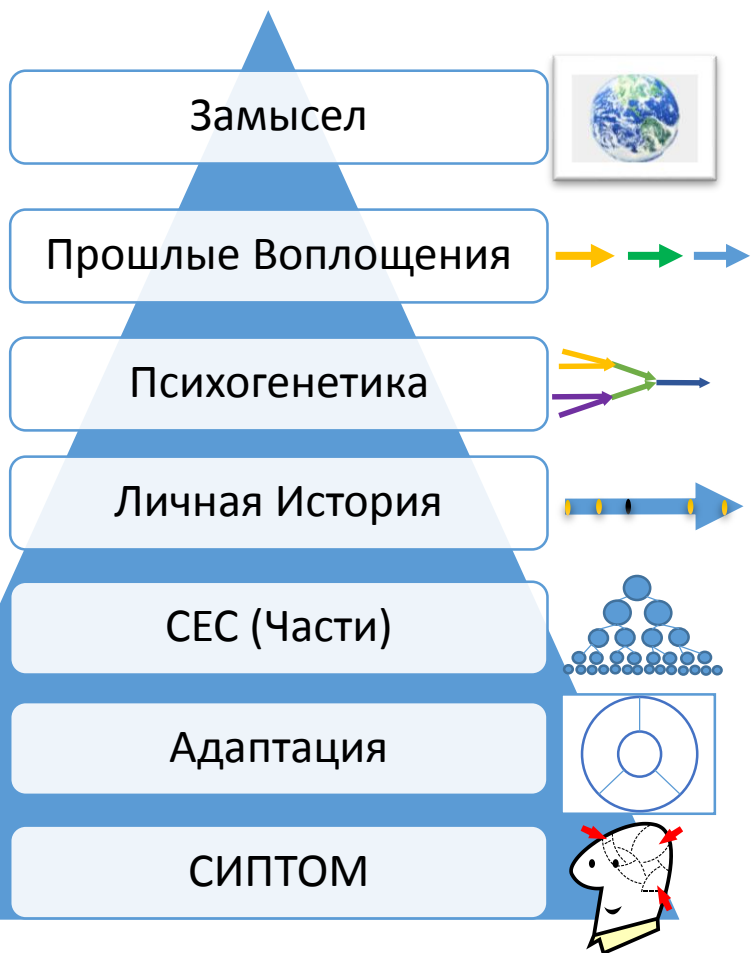 Замысел
Прошлые Воплощения
Психогенетика
Личная История
СЕС (Части)
Адаптация
СИПТОМ